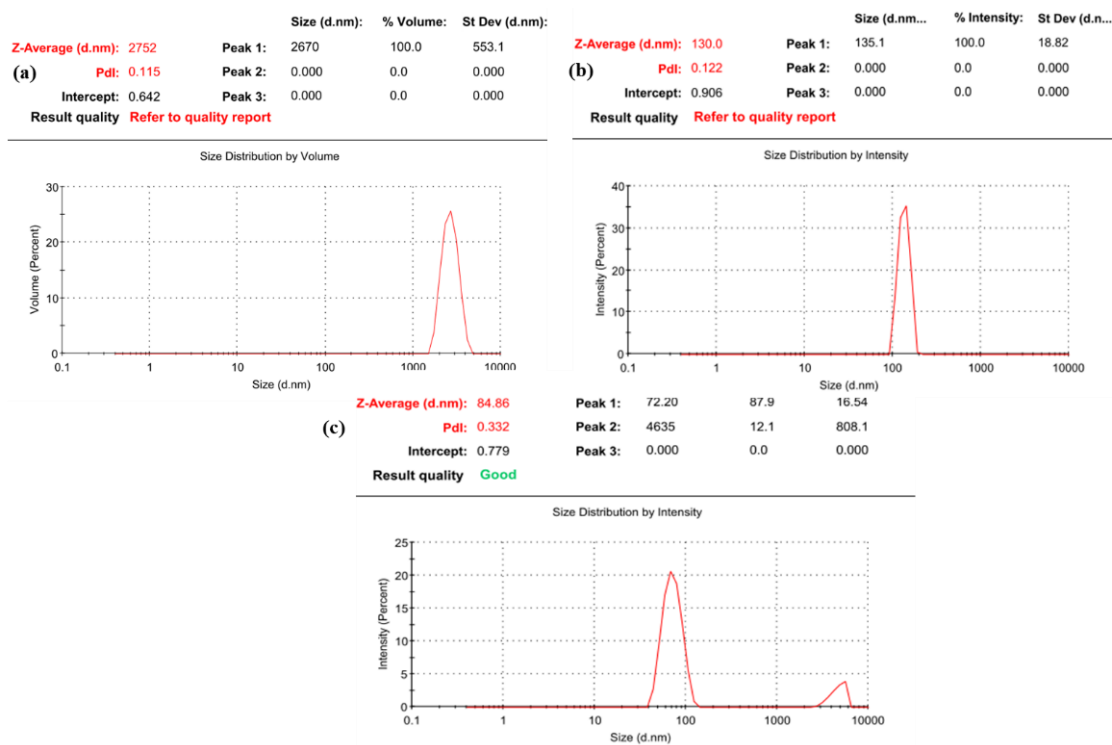 Size (d.nm): % Volume: St Dev (d.nm):
Z-Average (d.nm): 2752 Peak 1: 2670 100.0 553.1
(a) PdI: 0.115 Peak 2: 0.000 0.0 0.000
Intercept: 0.642 Peak 3: 0.000 0.0 0.000
Result quality Refer to quality report
Size Distribution by Volume
30
20
10
0
Volume (Percent)
0.1 1 10 100 1000 10000
Size (d.nm)
Size (d.nm... % Intensity: St Dev (d.n...
Z-Average (d.nm): 130.0 Peak 1: 135.1 100.0 18.82
(b) PdI: 0.122 Peak 2: 0.000 0.0 0.000
Intercept: 0.906 Peak 3: 0.000 0.0 0.000
Result quality Refer to quality report
Size Distribution by Intensity
40
30
20
10
0
Intensity (Percent)
0.1 1 10 100 1000 10000
Size (d.nm)
Z-Average (d.nm): 84.86 Peak 1: 72.20 87.9 16.54
(c) PdI: 0.332 Peak 2: 4635 12.1 808.1
Intercept: 0.779 Peak 3: 0.000 0.0 0.000
Result quality Good
Size Distribution by Intensity
25
20
15
10
5
0
Intensity (Percent)
0.1 1 10 100 1000 10000
Size (d.nm)